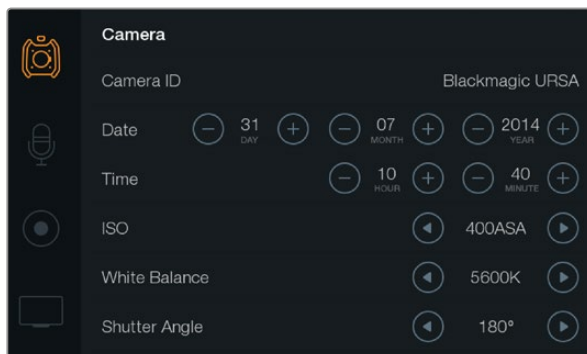 Camera
Camera ID Blackmagic URSA
Date − 31 DAY + − 07 MONTH + − 2014 YEAR +
Time − 10 HOUR + − 40 MINUTE +
ISO 400ASA
White Balance 5600K
Shutter Angle 180°